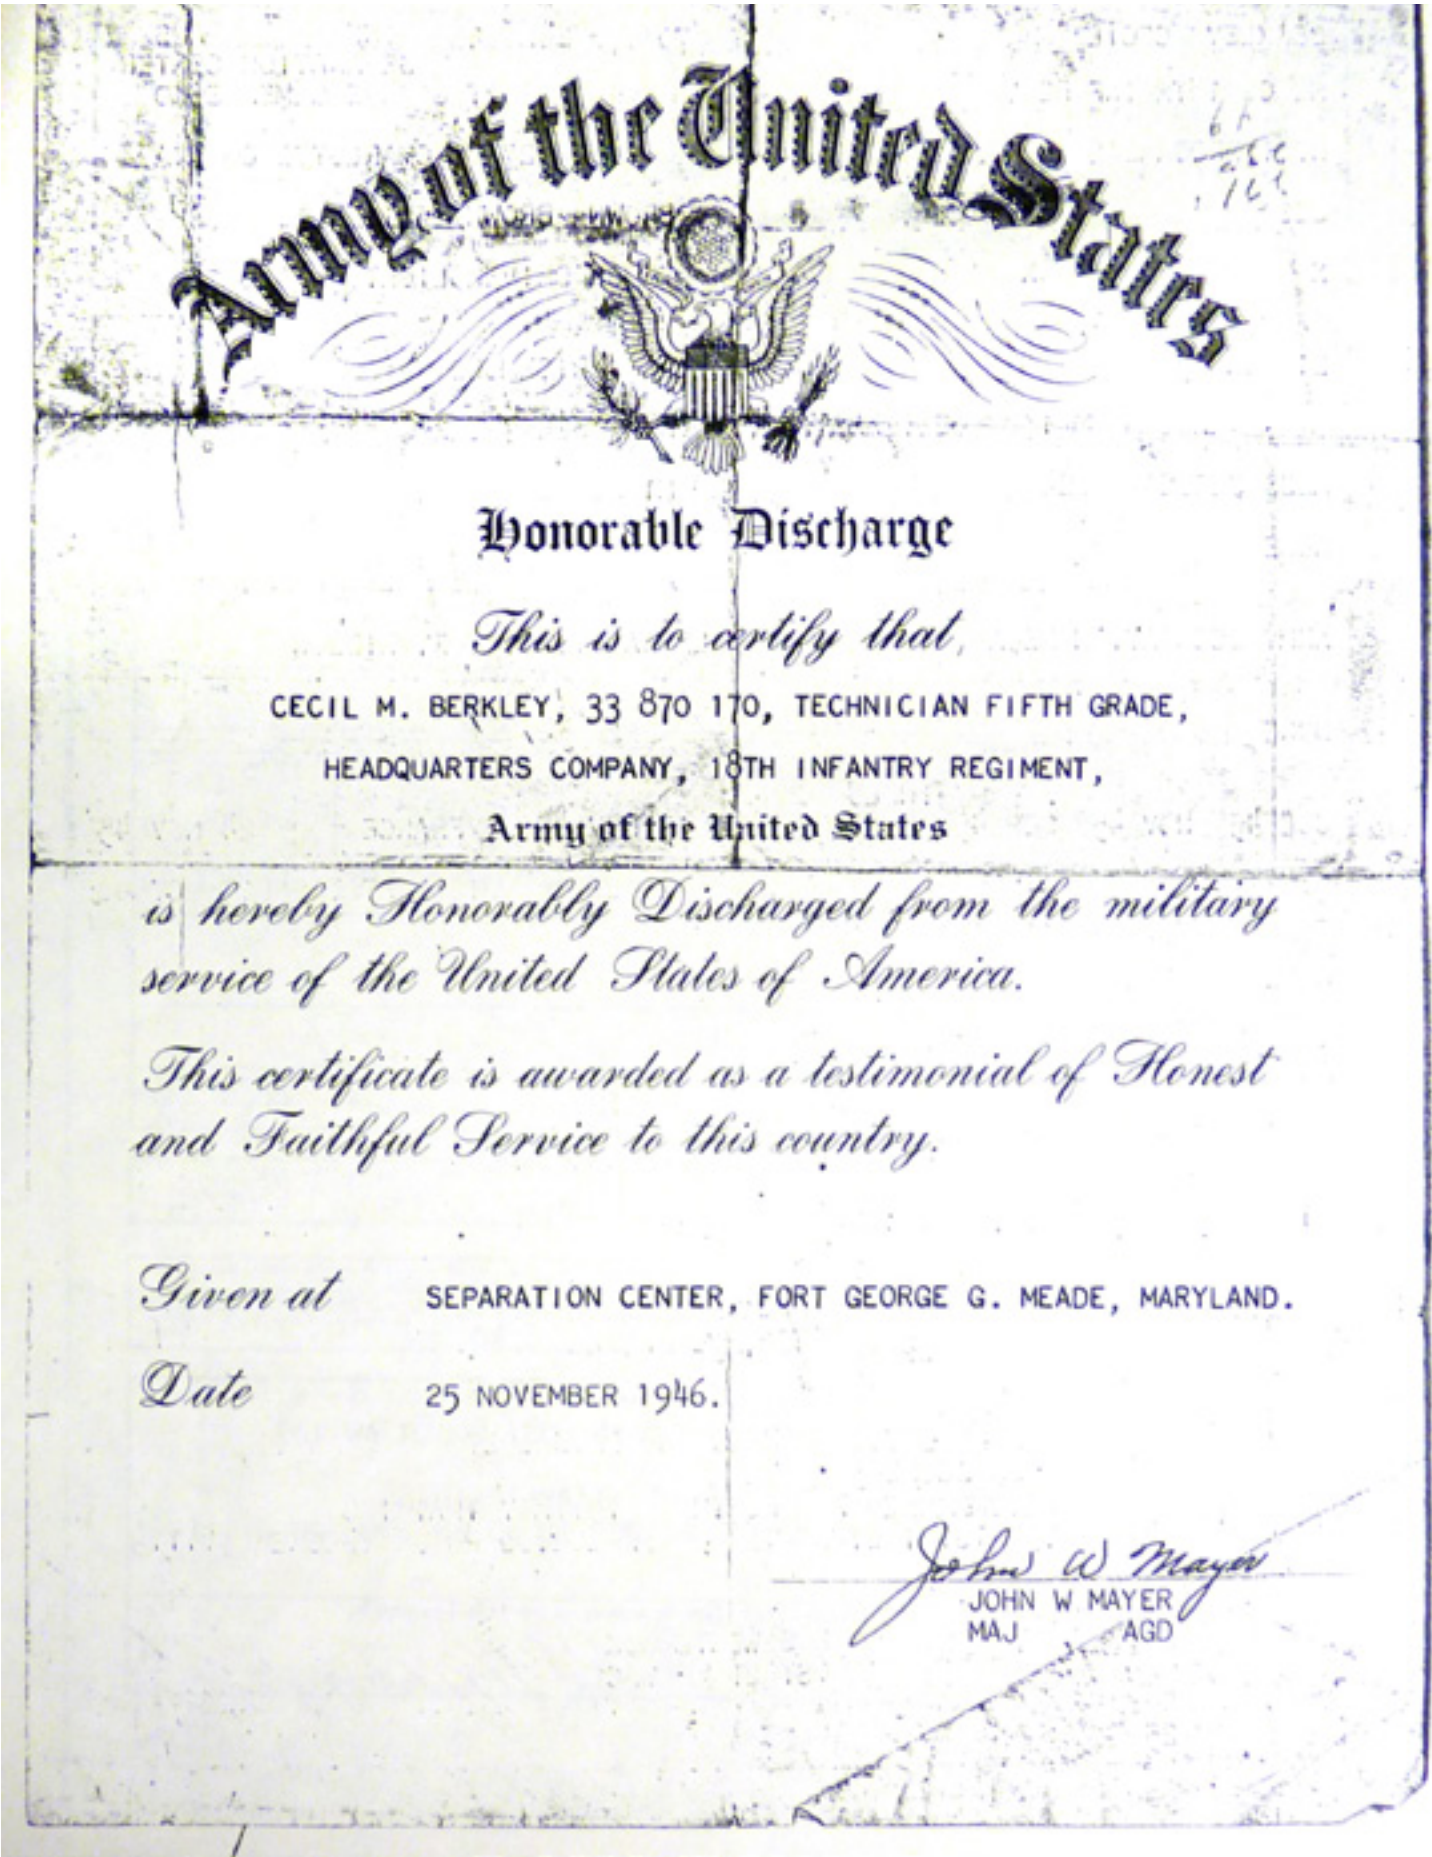 Army of the United States
Honorable Discharge
This is to certify that
CECIL M. BERKLEY, 33 870 170, TECHNICIAN FIFTH GRADE,
HEADQUARTERS COMPANY, 18TH INFANTRY REGIMENT,
Army of the United States
is hereby Honorably Discharged from the military
service of the United States of America.
This certificate is awarded as a testimonial of Honest
and Faithful Service to this country.
Given at SEPARATION CENTER, FORT GEORGE G. MEADE, MARYLAND.
Date 25 NOVEMBER 1946.
John W Mayer
JOHN W MAYER
MAJ AGD